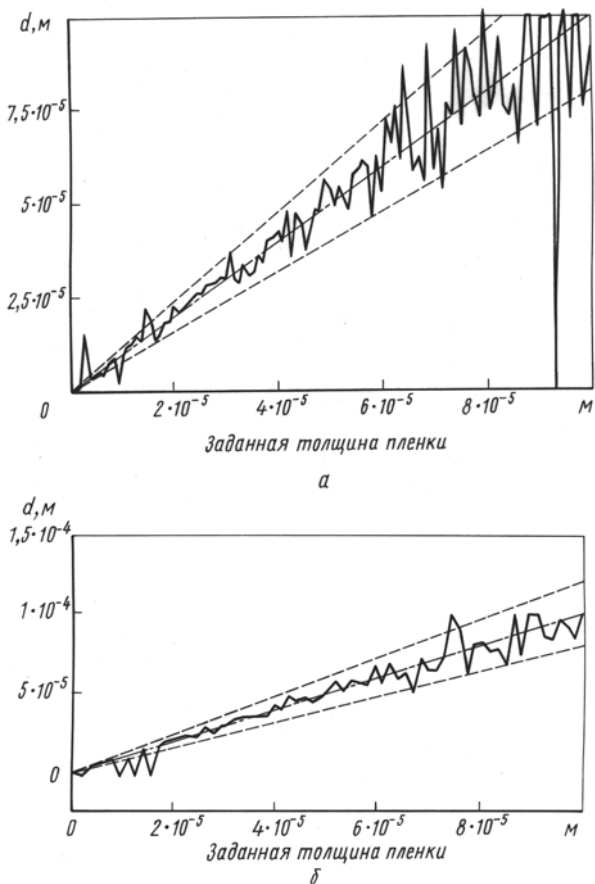 d,м
7,5·10⁻⁵
5·10⁻⁵
2,5·10⁻⁵
0
2·10⁻⁵ 4·10⁻⁵ 6·10⁻⁵ 8·10⁻⁵ м
Заданная толщина пленки
а
d,м
1,5·10⁻⁴
1·10⁻⁴
5·10⁻⁵
0
0 2·10⁻⁵ 4·10⁻⁵ 6·10⁻⁵ 8·10⁻⁵ м
Заданная толщина пленки
б